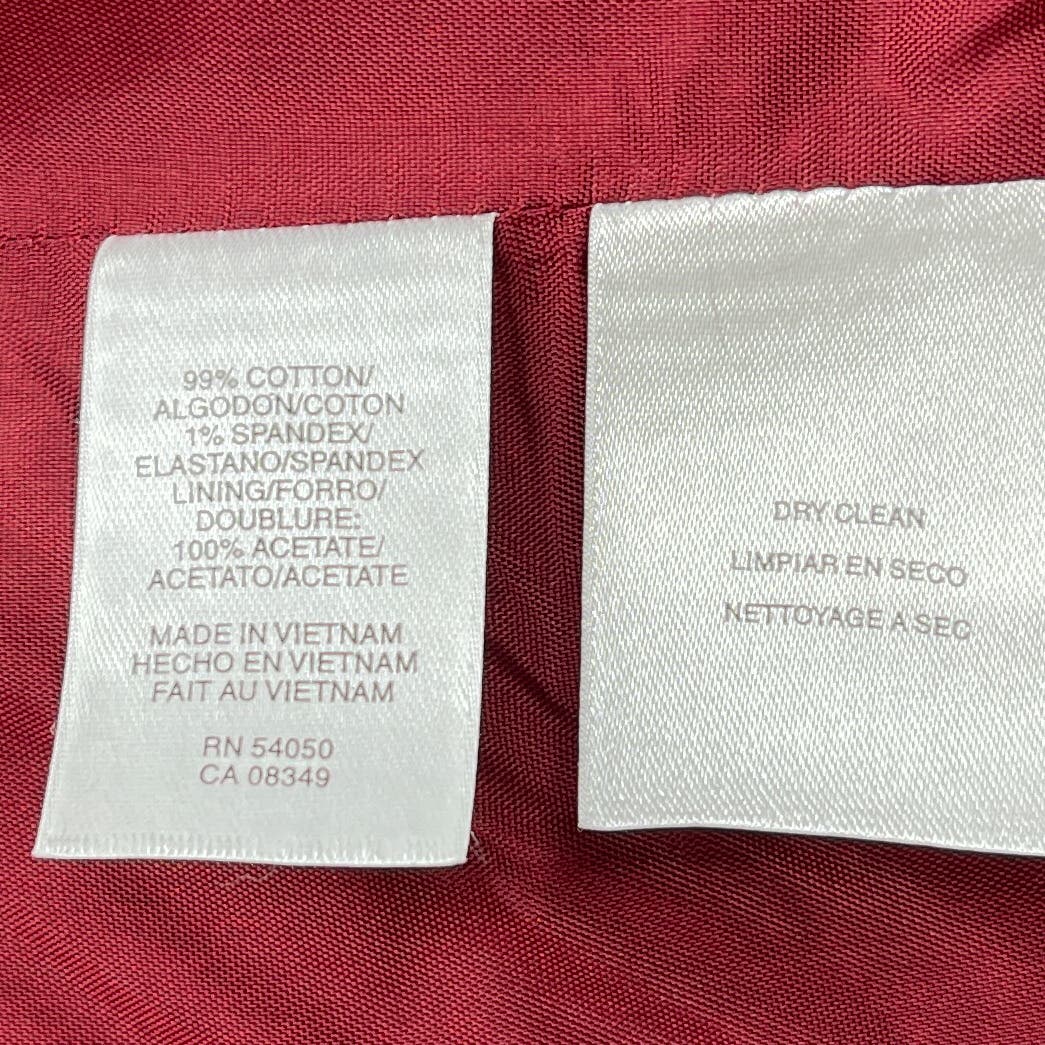 99% COTTON/
ALGODON/COTON
1% SPANDEX/
ELASTANO/SPANDEX
LINING/FORRO/
DOUBLURE:
100% ACETATE/
ACETATO/ACETATE
MADE IN VIETNAM
HECHO EN VIETNAM
FAIT AU VIETNAM
RN 54050
CA 08349
DRY CLEAN
LIMPIAR EN SECO
NETTOYAGE A SEC